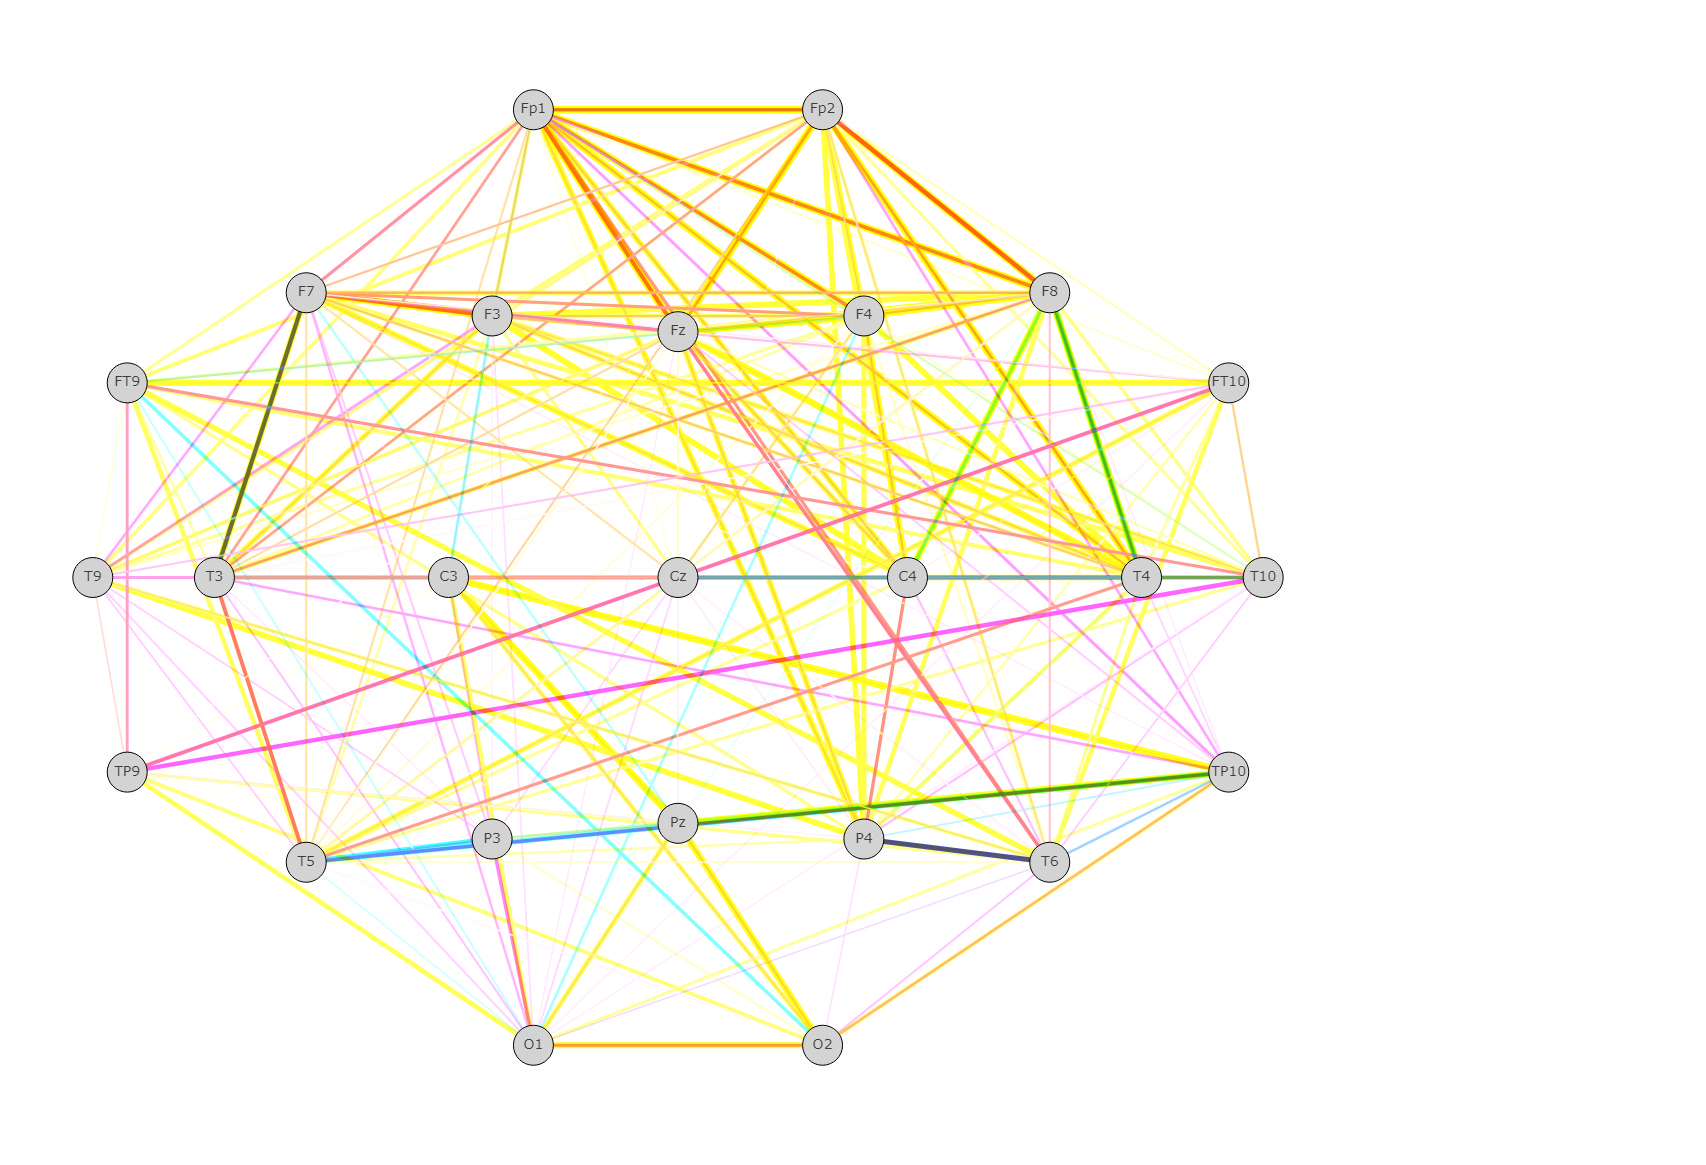 Fp1 Fp2
F7 F3 Fz F4 F8
FT9 FT10
T9 T3 C3 Cz C4 T4 T10
TP9 TP10
T5 P3 Pz P4 T6
O1 O2